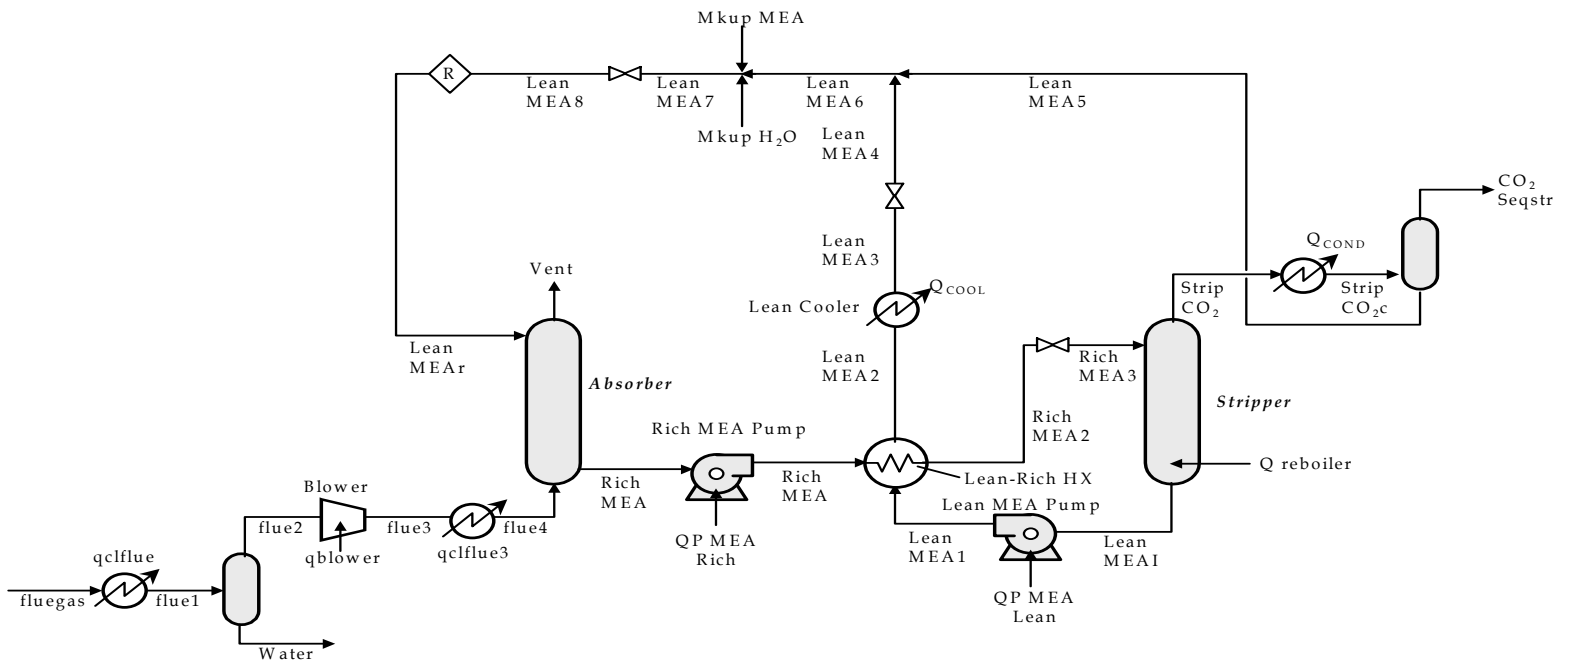 Mkup MEA
R
Lean
MEA8
Lean
MEA7
Lean
MEA6
Lean
MEA5
Mkup H₂O
Lean
MEA4
CO₂
Seqstr
Lean
MEA3
Q COND
Vent
Q COOL
Lean Cooler
Strip
CO₂
Strip
CO₂c
Lean
MEAr
Lean
MEA2
Rich
MEA3
Absorber
Stripper
Rich MEA Pump
Rich
MEA2
Q reboiler
Rich
MEA
Rich
MEA
Lean-Rich HX
Blower
Lean MEA Pump
flue2
flue3
flue4
qblower
qclflue3
QP MEA
Rich
Lean
MEA1
Lean
MEAI
qclflue
fluegas
flue1
QP MEA
Lean
Water